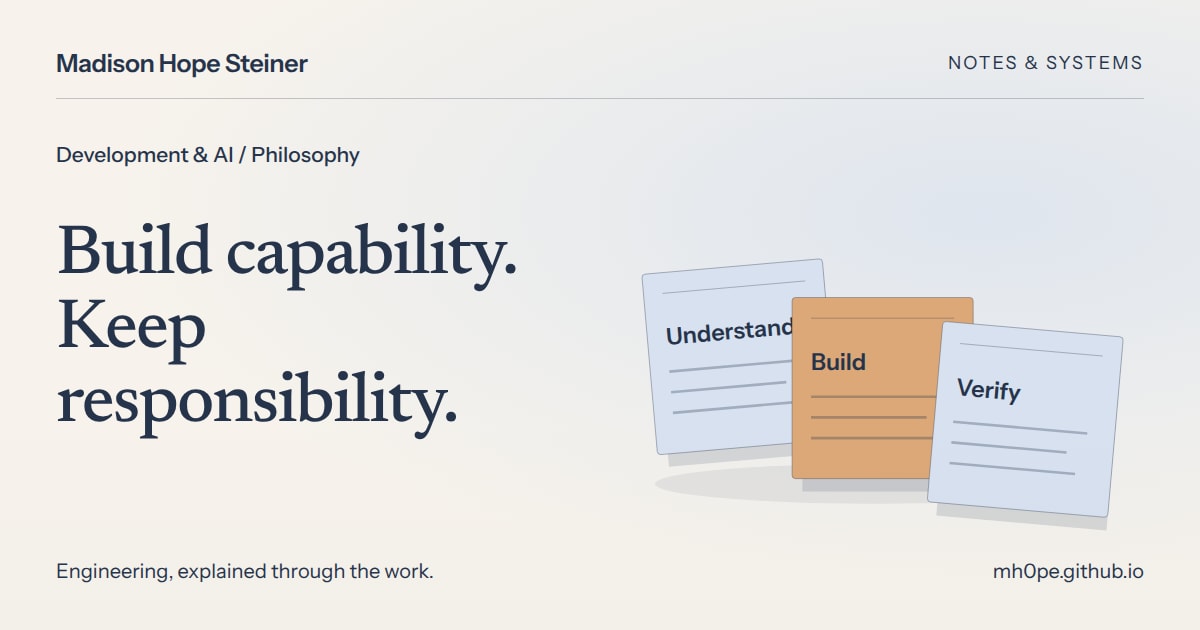 Madison Hope Steiner
NOTES & SYSTEMS
Development & AI / Philosophy
Build capability.
Keep
responsibility.
Understand
Build
Verify
Engineering, explained through the work.
mh0pe.github.io